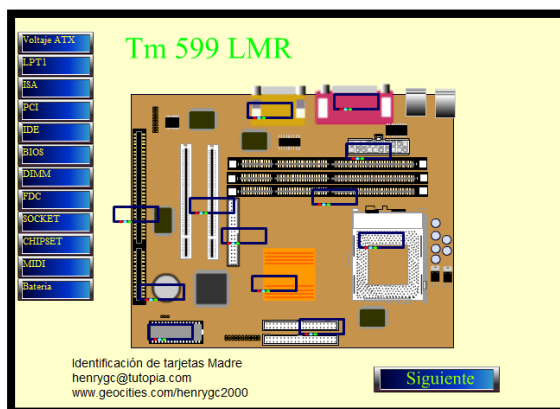 Tm 599 LMR
Voltaje ATX
LPT1
ISA
PCI
IDE
BIOS
DIMM
FDC
SOCKET
CHIPSET
MIDI
Bateria
Identificación de tarjetas Madre
henrygc@tutopia.com
www.geocities.com/henrygc2000
Siguiente